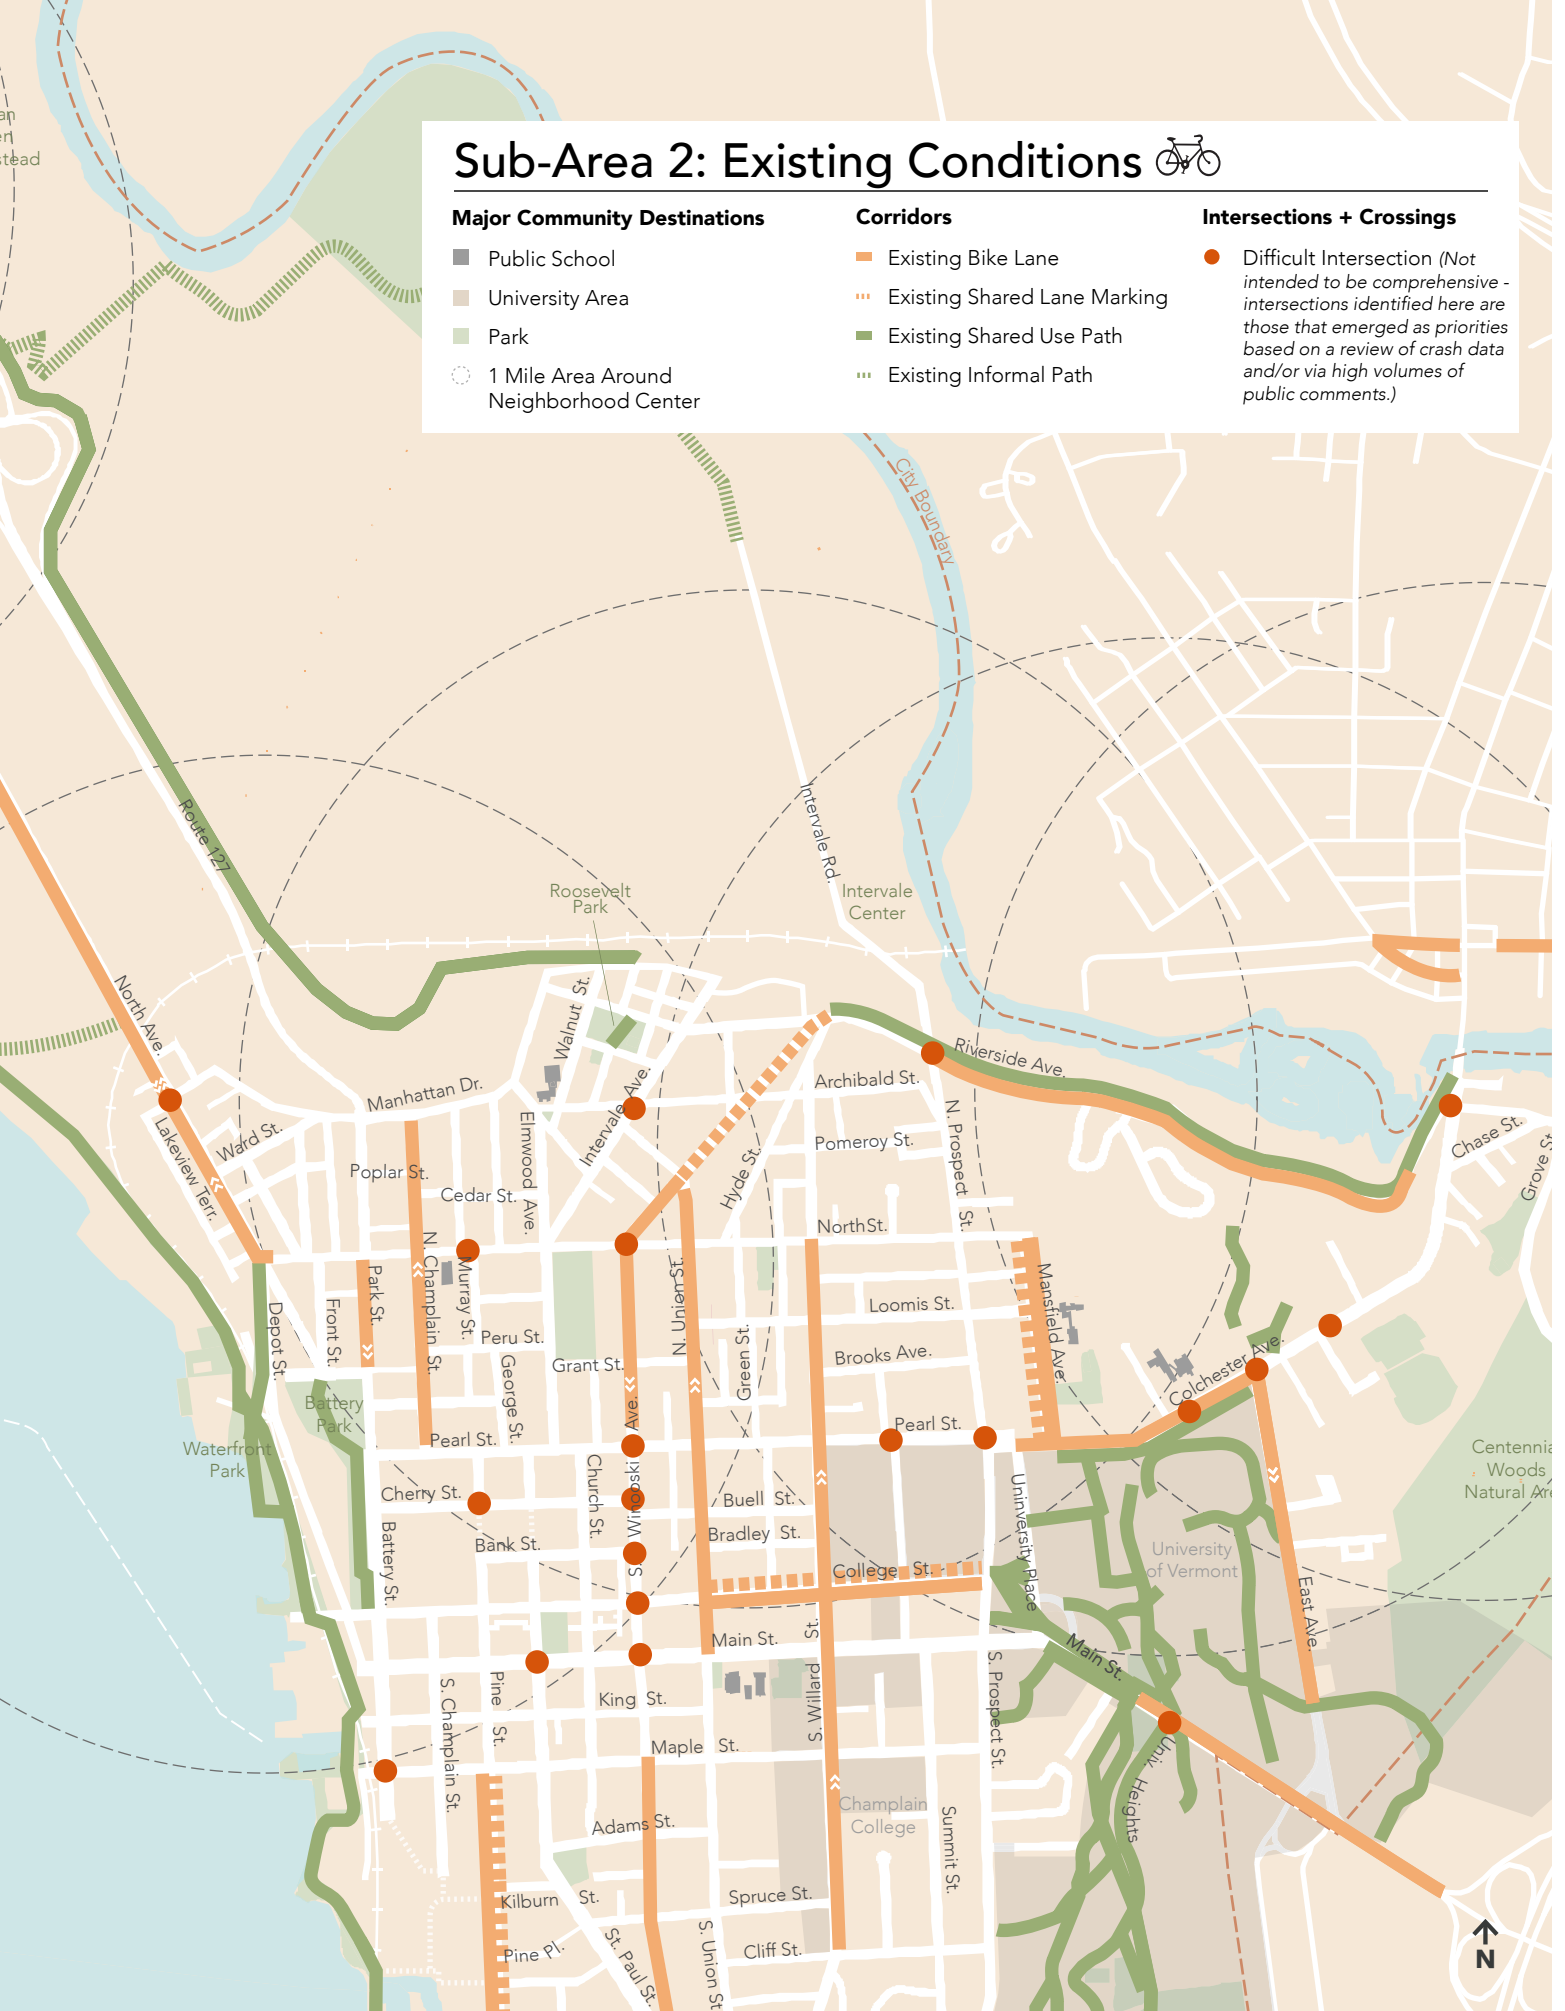 an
en
stead
Sub-Area 2: Existing Conditions
Major Community Destinations
Public School
University Area
Park
1 Mile Area Around
Neighborhood Center
Corridors
Existing Bike Lane
Existing Shared Lane Marking
Existing Shared Use Path
Existing Informal Path
Intersections + Crossings
Difficult Intersection (Not
intended to be comprehensive -
intersections identified here are
those that emerged as priorities
based on a review of crash data
and/or via high volumes of
public comments.)
City Boundary
Route 127
Intervale Rd.
Roosevelt
Park
Intervale
Center
North Ave.
Walnut St.
Riverside Ave.
Manhattan Dr.
Intervale Ave.
Archibald St.
Lakeview Terr.
Ward St.
Elmwood Ave.
N. Prospect St.
Pomeroy St.
Chase St.
Grove St.
Poplar St.
Cedar St.
Hyde St.
North St.
Park St.
N. Champlain St.
Murray St.
N. Union St.
Mansfield Ave.
Depot St.
Front St.
Peru St.
Loomis St.
Green St.
Grant St.
George St.
Brooks Ave.
Colchester Ave.
Battery
Park
Pearl St.
Pearl St.
Waterfront
Park
Centennia
Woods
Natural Are
Cherry St.
Church St.
S. Winooski Ave.
Buell St.
Uninversity Place
Battery St.
Bank St.
Bradley St.
University
of Vermont
College St.
East Ave.
Main St.
Main St.
S. Willard St.
S. Prospect St.
S. Champlain St.
Pine St.
King St.
Maple St.
Univ. Heights
Champlain
College
Summit St.
Adams St.
Kilburn St.
Spruce St.
Pine Pl.
St. Paul St.
S. Union St
Cliff St.
N